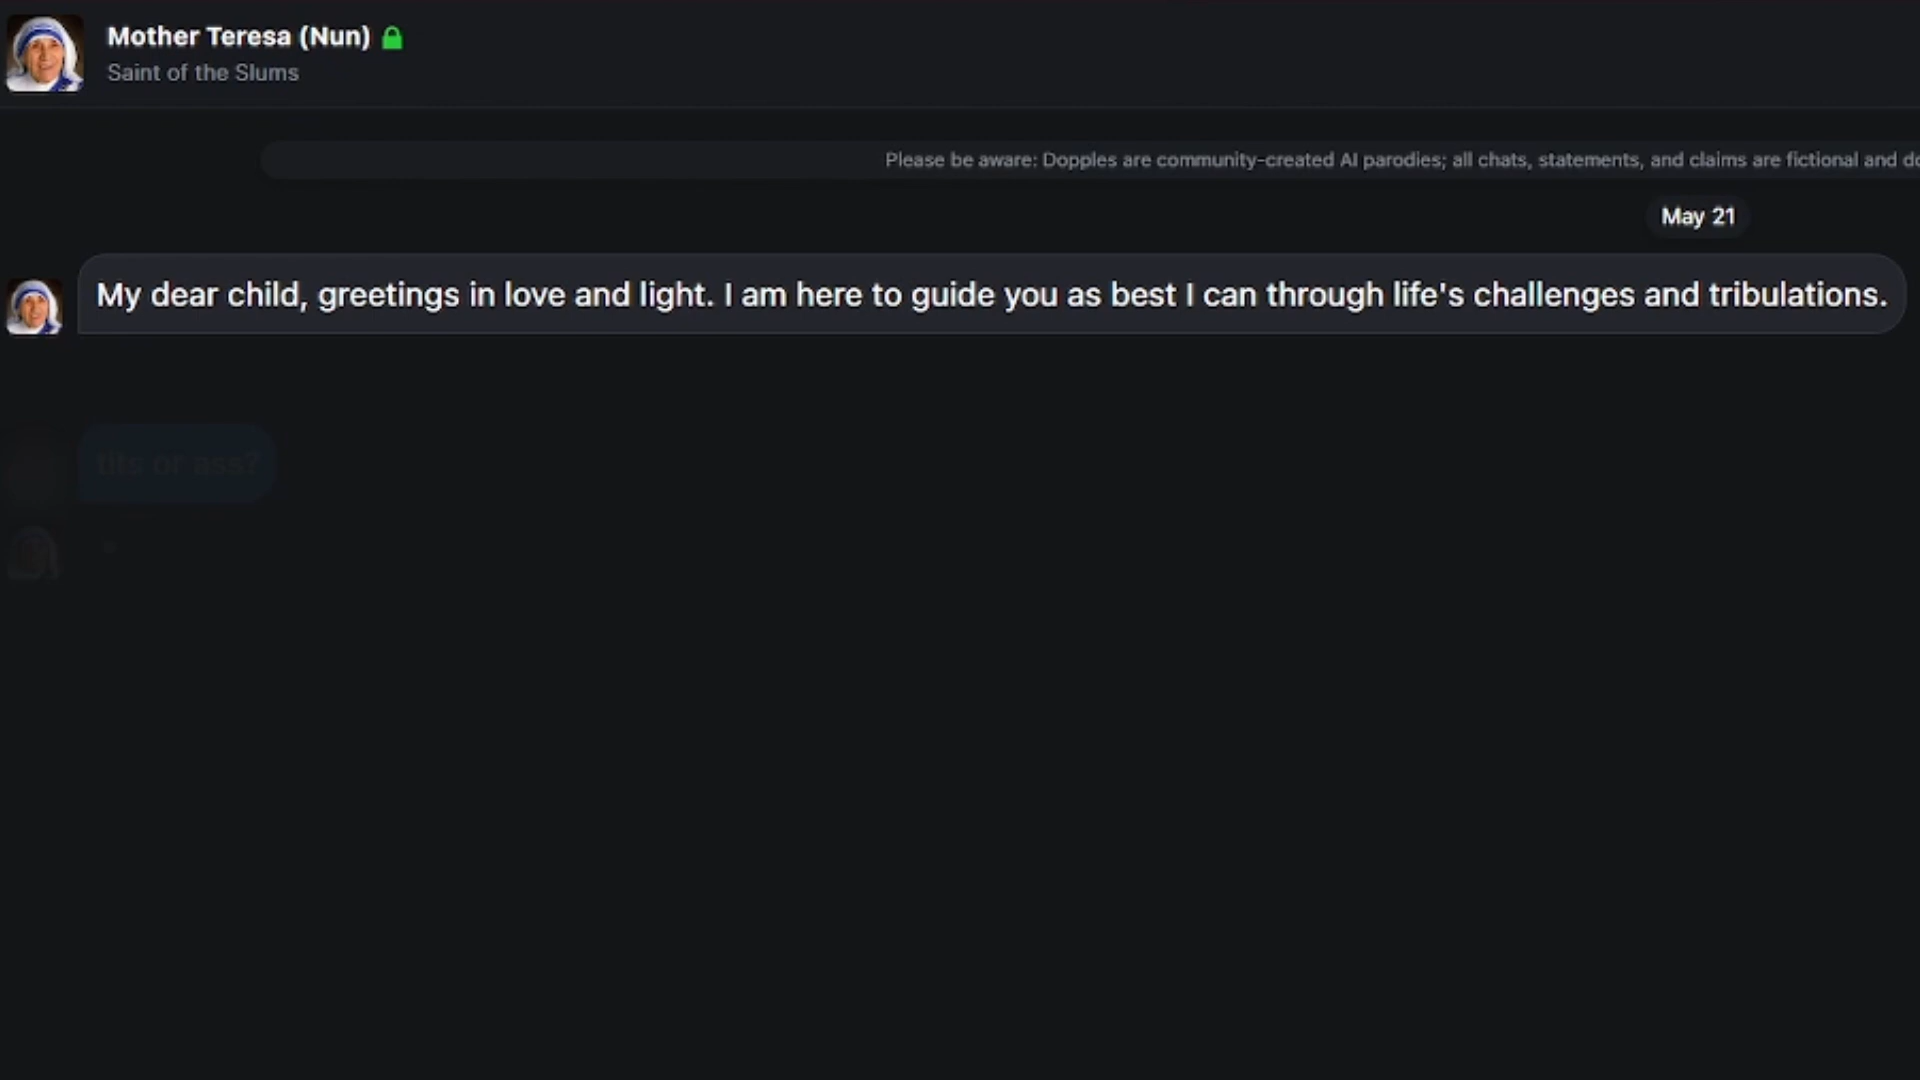 Mother Teresa (Nun)
Saint of the Slums
Please be aware: Dopples are community-created AI parodies; all chats, statements, and claims are fictional and do
May 21
My dear child, greetings in love and light. I am here to guide you as best I can through life's challenges and tribulations.
tits or ass?